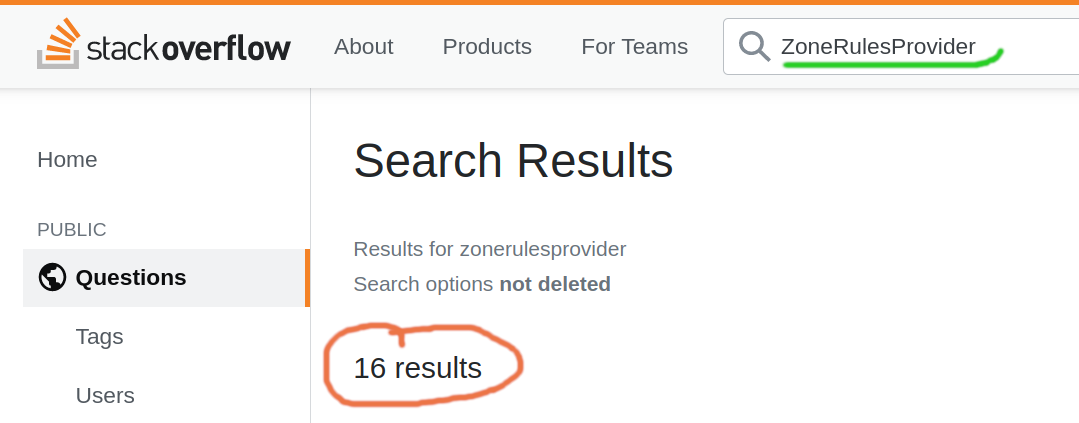 stackoverflow About Products For Teams ZoneRulesProvider
Home
Search Results
PUBLIC
Results for zonerulesprovider
Questions
Search options not deleted
Tags
16 results
Users